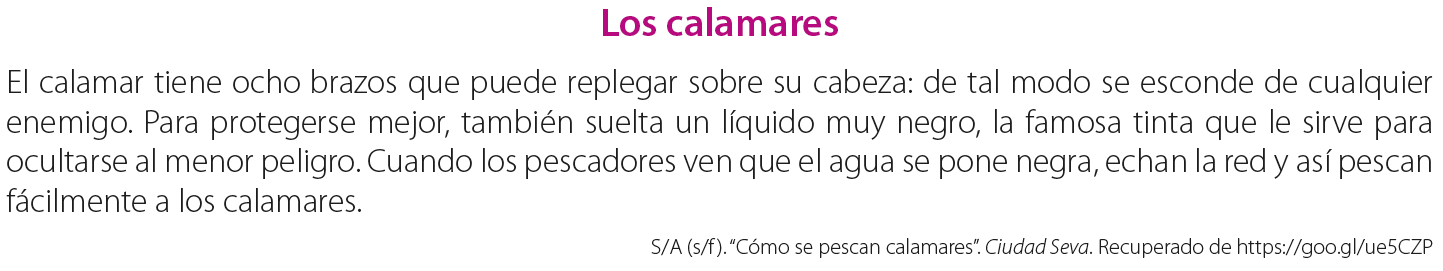 Los calamares
El calamar tiene ocho brazos que puede replegar sobre su cabeza: de tal modo se esconde de cualquier
enemigo. Para protegerse mejor, también suelta un líquido muy negro, la famosa tinta que le sirve para
ocultarse al menor peligro. Cuando los pescadores ven que el agua se pone negra, echan la red y así pescan
fácilmente a los calamares.
S/A (s/f). “Cómo se pescan calamares”. Ciudad Seva. Recuperado de https://goo.gl/ue5CZP